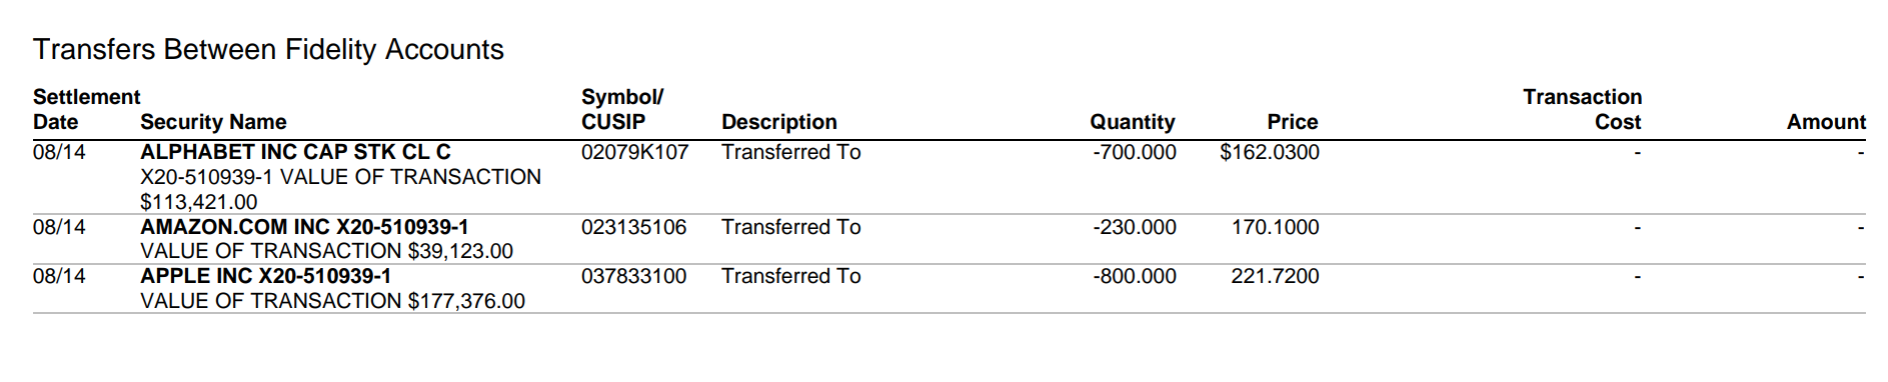 Transfers Between Fidelity Accounts
Settlement Symbol/ Transaction
Date Security Name CUSIP Description Quantity Price Cost Amount
08/14 ALPHABET INC CAP STK CL C 02079K107 Transferred To -700.000 $162.0300 - -
X20-510939-1 VALUE OF TRANSACTION
$113,421.00
08/14 AMAZON.COM INC X20-510939-1 023135106 Transferred To -230.000 170.1000 - -
VALUE OF TRANSACTION $39,123.00
08/14 APPLE INC X20-510939-1 037833100 Transferred To -800.000 221.7200 - -
VALUE OF TRANSACTION $177,376.00